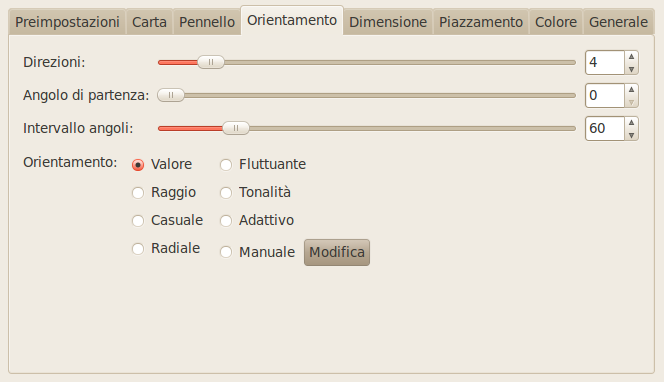 Preimpostazioni Carta Pennello Orientamento Dimensione Piazzamento Colore Generale
Direzioni: 4
Angolo di partenza: 0
Intervallo angoli: 60
Orientamento: Valore Fluttuante
Raggio Tonalità
Casuale Adattivo
Radiale Manuale Modifica